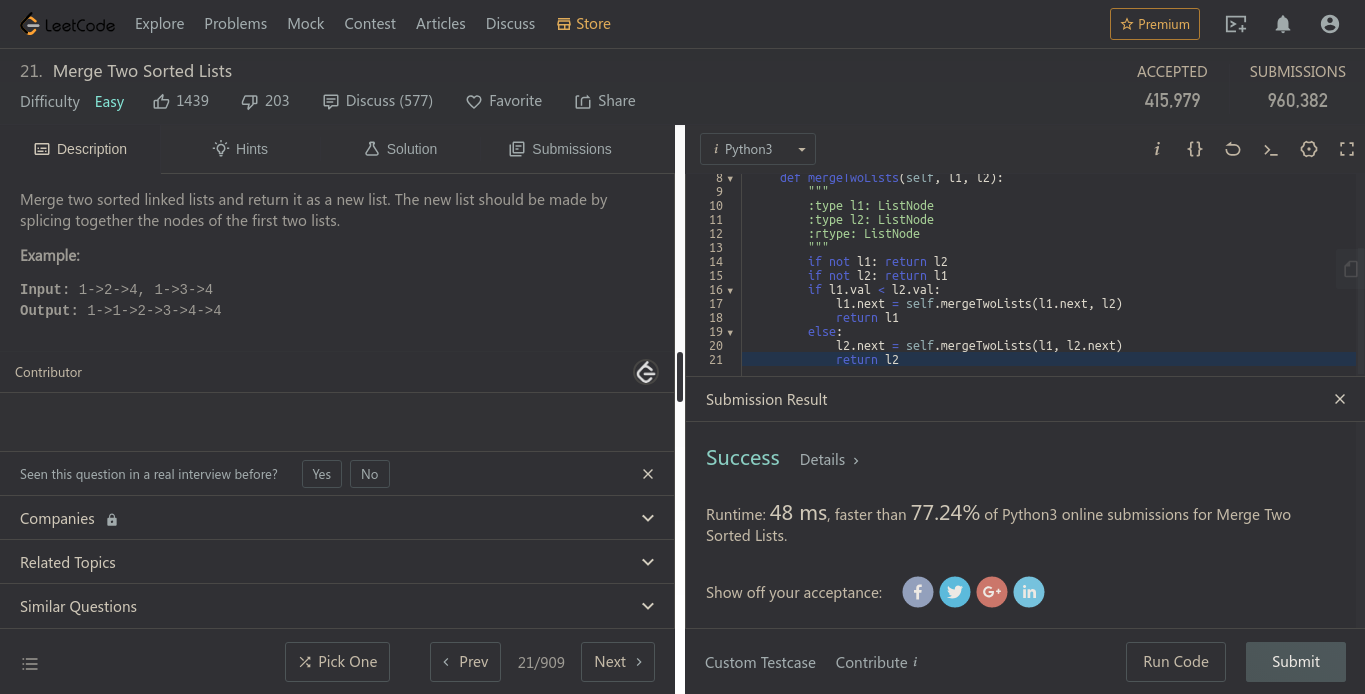 LeetCode Explore Problems Mock Contest Articles Discuss Store Premium
21. Merge Two Sorted Lists ACCEPTED SUBMISSIONS
Difficulty Easy 1439 203 Discuss (577) Favorite Share 415,979 960,382
Description Hints Solution Submissions
Merge two sorted linked lists and return it as a new list. The new list should be made by
splicing together the nodes of the first two lists.
Example:
Input: 1->2->4, 1->3->4
Output: 1->1->2->3->4->4
Contributor
Seen this question in a real interview before? Yes No
Companies
Related Topics
Similar Questions
Pick One Prev 21/909 Next
i Python3
8 def mergeTwoLists(self, l1, l2):
9 """
10 :type l1: ListNode
11 :type l2: ListNode
12 :rtype: ListNode
13 """
14 if not l1: return l2
15 if not l2: return l1
16 if l1.val < l2.val:
17 l1.next = self.mergeTwoLists(l1.next, l2)
18 return l1
19 else:
20 l2.next = self.mergeTwoLists(l1, l2.next)
21 return l2
Submission Result
Success Details
Runtime: 48 ms, faster than 77.24% of Python3 online submissions for Merge Two
Sorted Lists.
Show off your acceptance: f G+ in
Custom Testcase Contribute i Run Code Submit